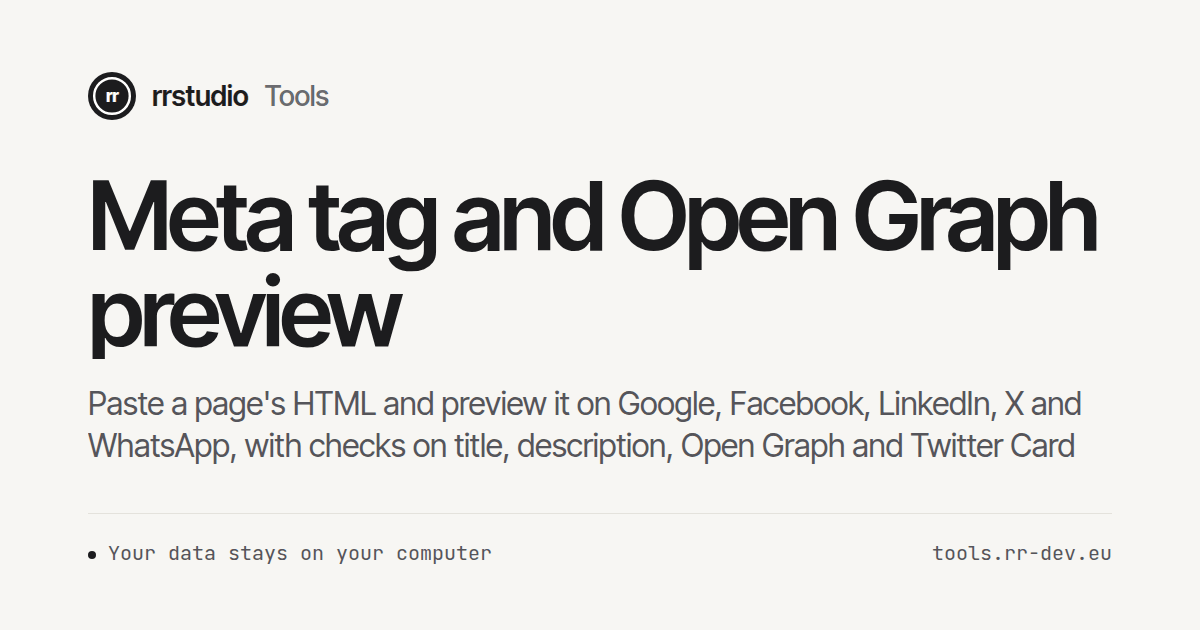 rr rrstudio Tools
Meta tag and Open Graph
preview
Paste a page's HTML and preview it on Google, Facebook, LinkedIn, X and
WhatsApp, with checks on title, description, Open Graph and Twitter Card
Your data stays on your computer
tools.rr-dev.eu